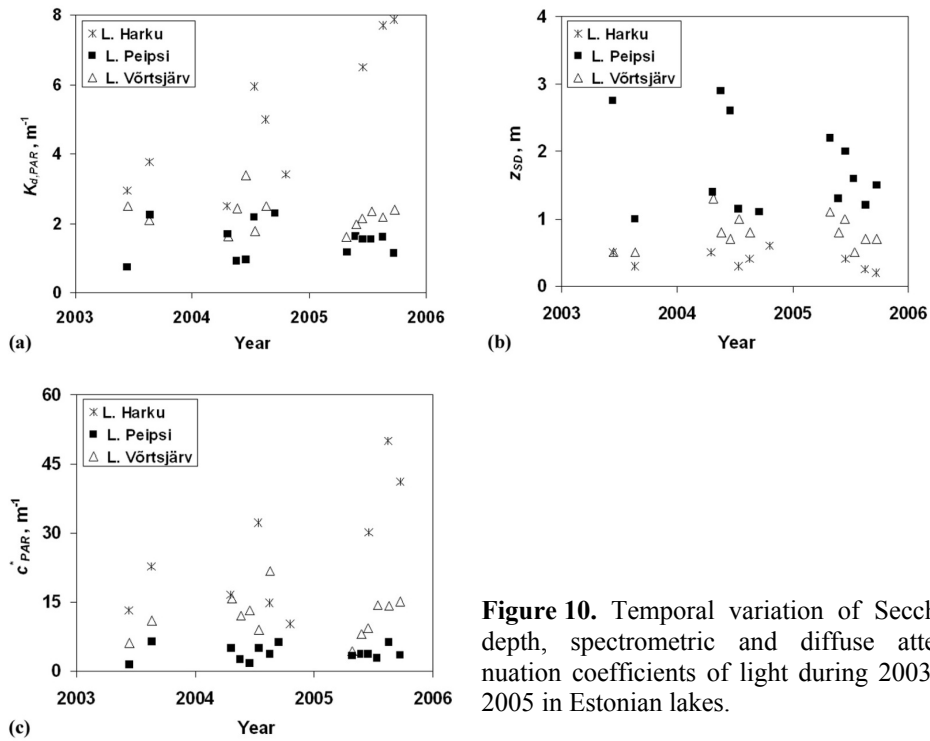 8
6
4
2
0
K_d,PAR, m⁻¹
L. Harku
L. Peipsi
L. Võrtsjärv
2003 2004 2005 2006
Year
(a)
4
3
2
1
0
z_SD, m
L. Harku
L. Peipsi
L. Võrtsjärv
2003 2004 2005 2006
Year
(b)
60
45
30
15
0
c*_PAR, m⁻¹
L. Harku
L. Peipsi
L. Võrtsjärv
2003 2004 2005 2006
Year
(c)
Figure 10. Temporal variation of Secch
depth, spectrometric and diffuse atte
nuation coefficients of light during 2003
2005 in Estonian lakes.